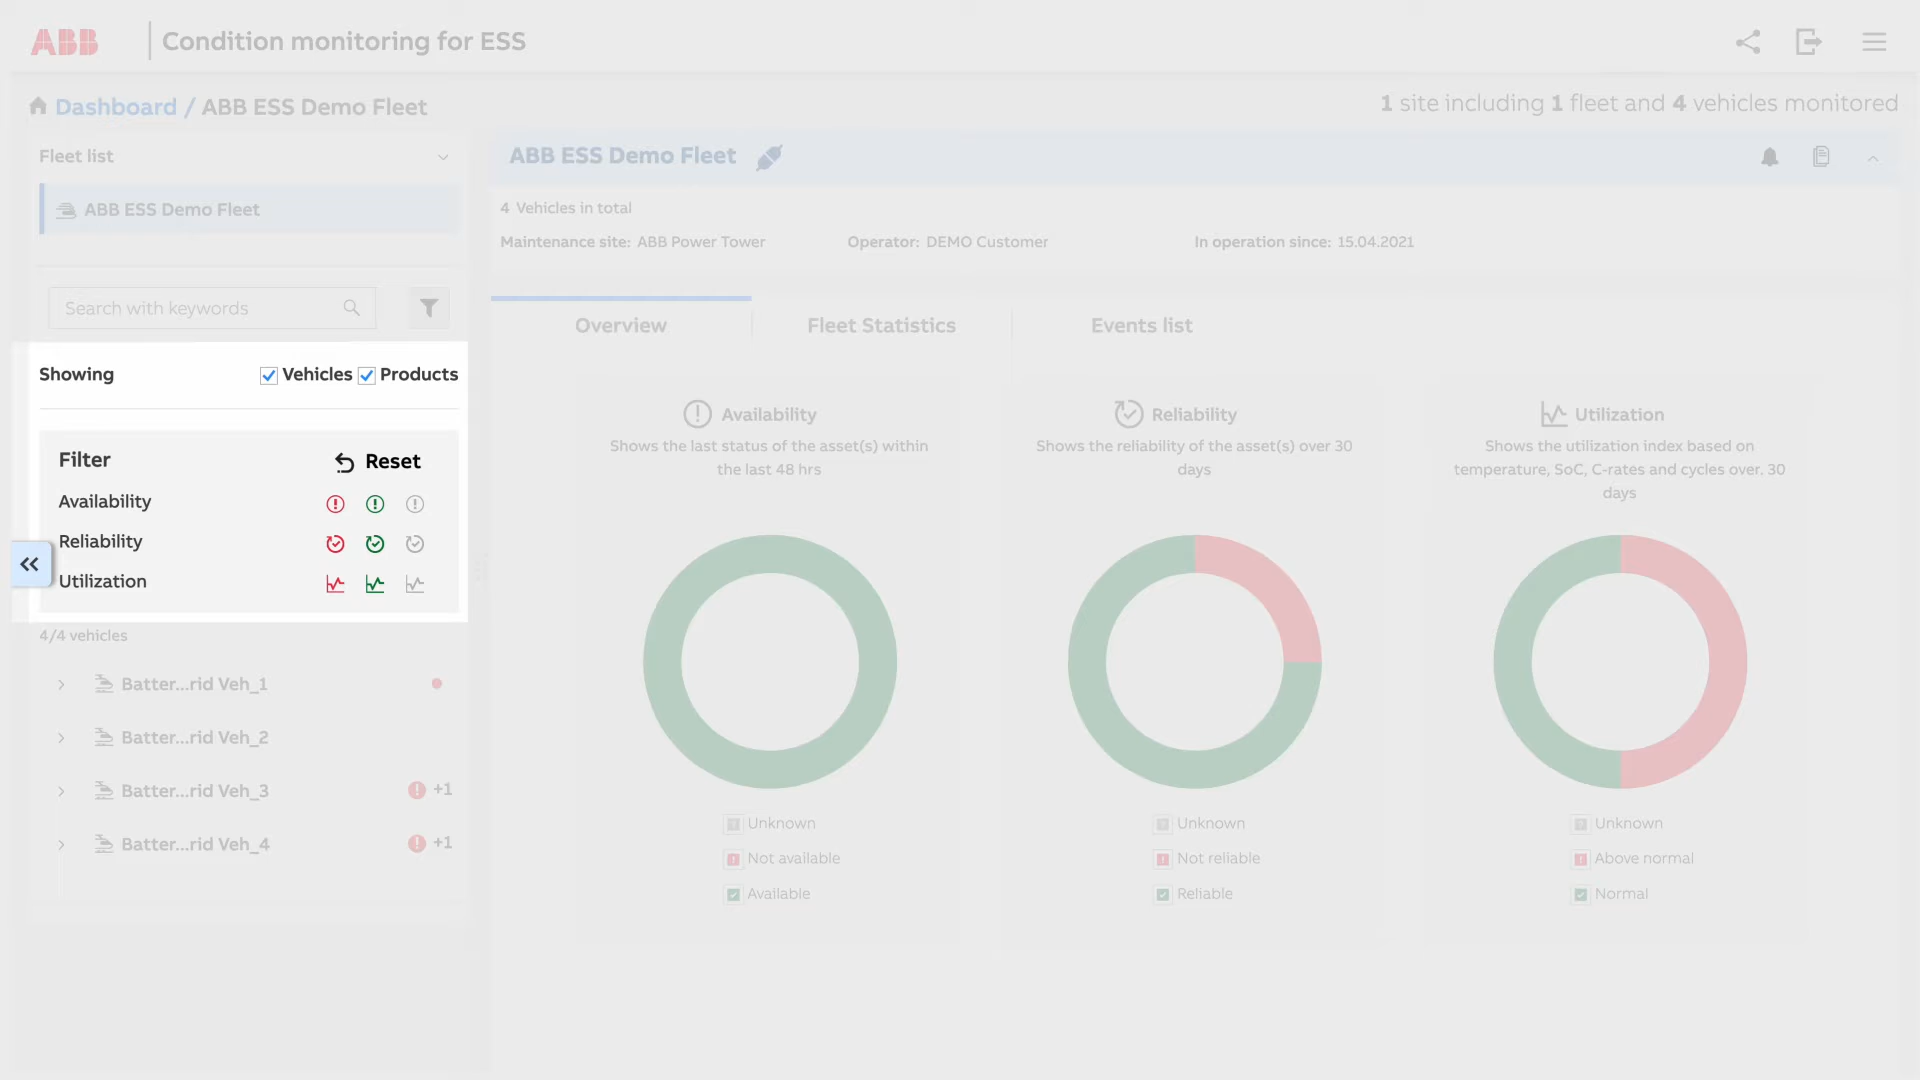 ABB
Condition monitoring for ESS
Dashboard / ABB ESS Demo Fleet
1 site including 1 fleet and 4 vehicles monitored
Fleet list
ABB ESS Demo Fleet
Search with keywords
Showing
Vehicles
Products
Filter
Reset
Availability
Reliability
Utilization
4/4 vehicles
Batter...rid Veh_1
Batter...rid Veh_2
Batter...rid Veh_3
+1
Batter...rid Veh_4
+1
ABB ESS Demo Fleet
4 Vehicles in total
Maintenance site: ABB Power Tower
Operator: DEMO Customer
In operation since: 15.04.2021
Overview
Fleet Statistics
Events list
Availability
Shows the last status of the asset(s) within
the last 48 hrs
Unknown
Not available
Available
Reliability
Shows the reliability of the asset(s) over 30
days
Unknown
Not reliable
Reliable
Utilization
Shows the utilization index based on
temperature, SoC, C-rates and cycles over. 30
days
Unknown
Above normal
Normal